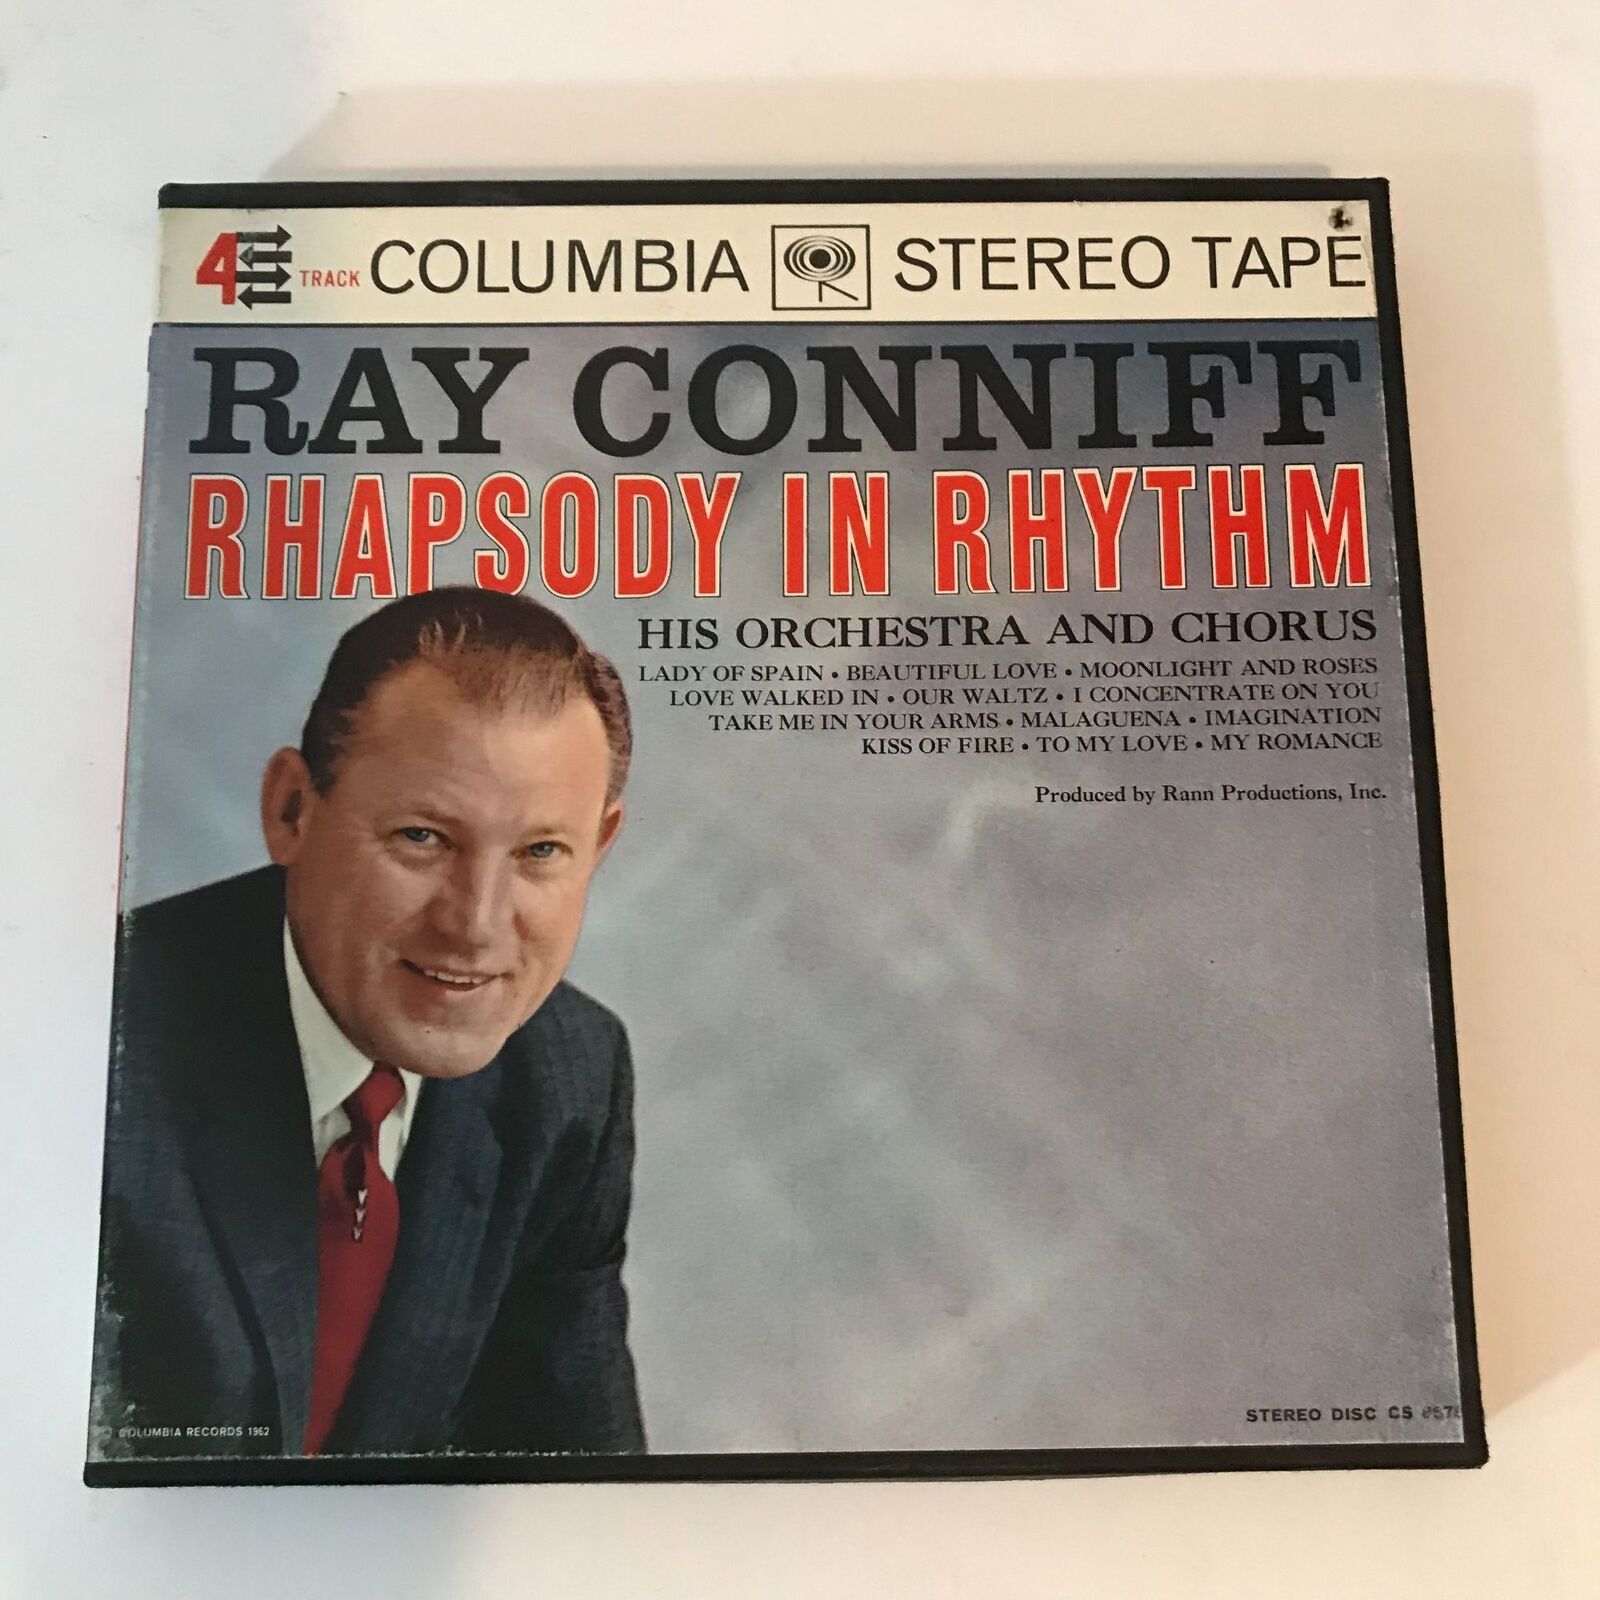 4 TRACK COLUMBIA STEREO TAPE
RAY CONNIFF
RHAPSODY IN RHYTHM
HIS ORCHESTRA AND CHORUS
LADY OF SPAIN • BEAUTIFUL LOVE • MOONLIGHT AND ROSES
LOVE WALKED IN • OUR WALTZ • I CONCENTRATE ON YOU
TAKE ME IN YOUR ARMS • MALAGUENA • IMAGINATION
KISS OF FIRE • TO MY LOVE • MY ROMANCE
Produced by Rann Productions, Inc.
STEREO DISC CS
COLUMBIA RECORDS 1962